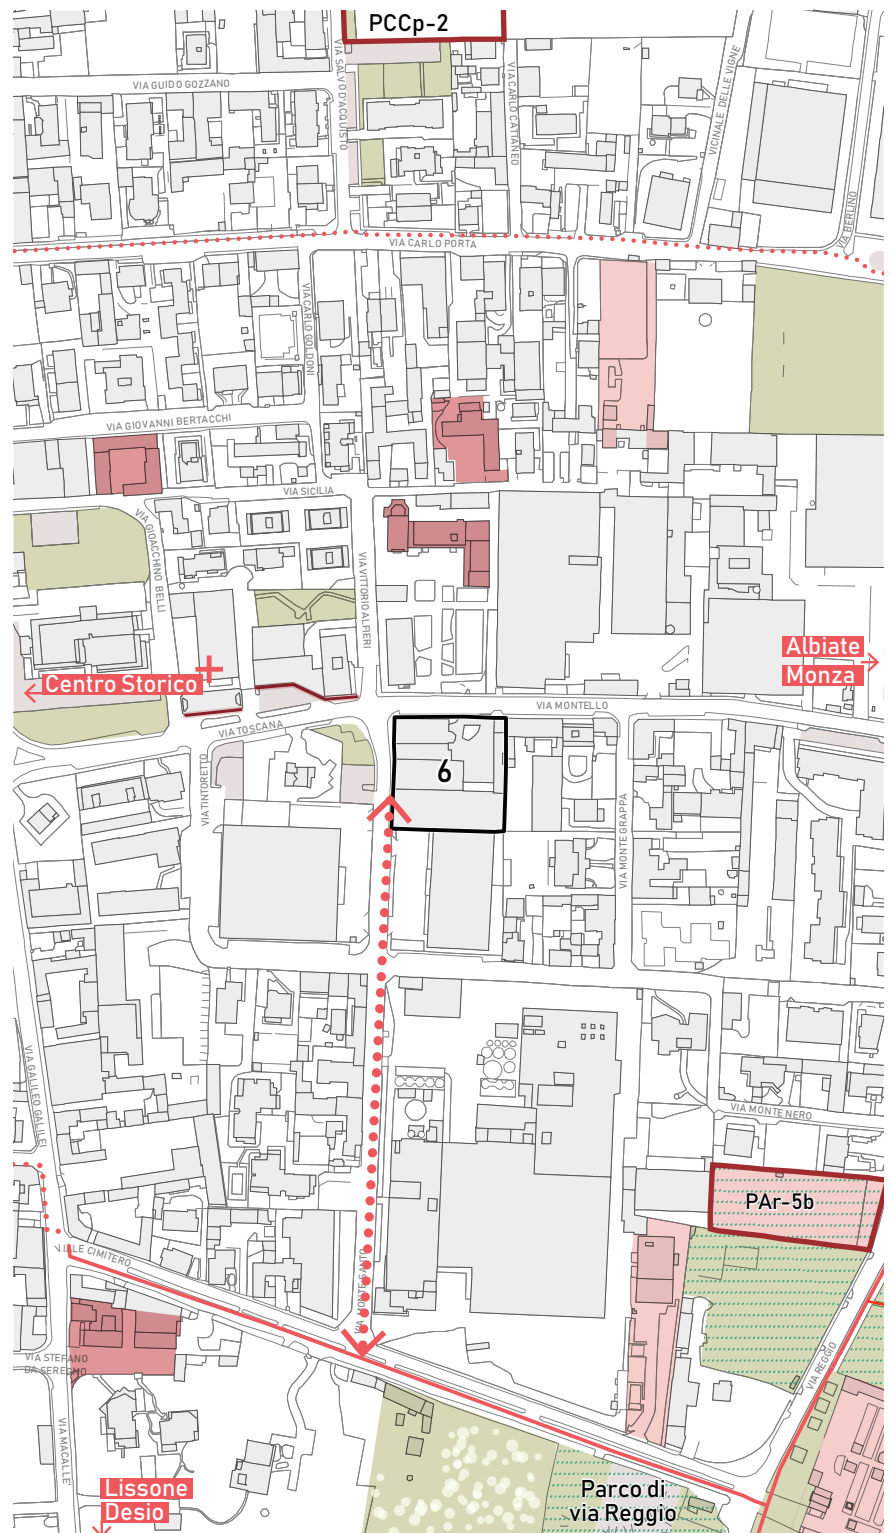 PCCp-2
VIA SALVO D'ACQUISTO
VIA GUIDO GOZZANO
VIA CARLO CATTANEO
VICINALE DELLE VIGNE
VIA BERLINO
VIA CARLO PORTA
VIA CARLO GOLDONI
VIA GIOVANNI BERTACCHI
VIA SICILIA
VIA GIOACCHINO BELLI
VIA VITTORIO ALFIERI
Albiate
Monza
Centro Storico
VIA MONTELLO
VIA TOSCANA
6
VIA TINTORETTO
VIA MONTE GRAPPA
VIA GALILEO GALILEI
VIA MONTE NERO
PAr-5b
VIALE CIMITERO
VIA MONTE SANTO
VIA STEFANO
DA SEREGNO
VIA REGGIO
VIA MACALLE'
Lissone
Desio
Parco di
via Reggio